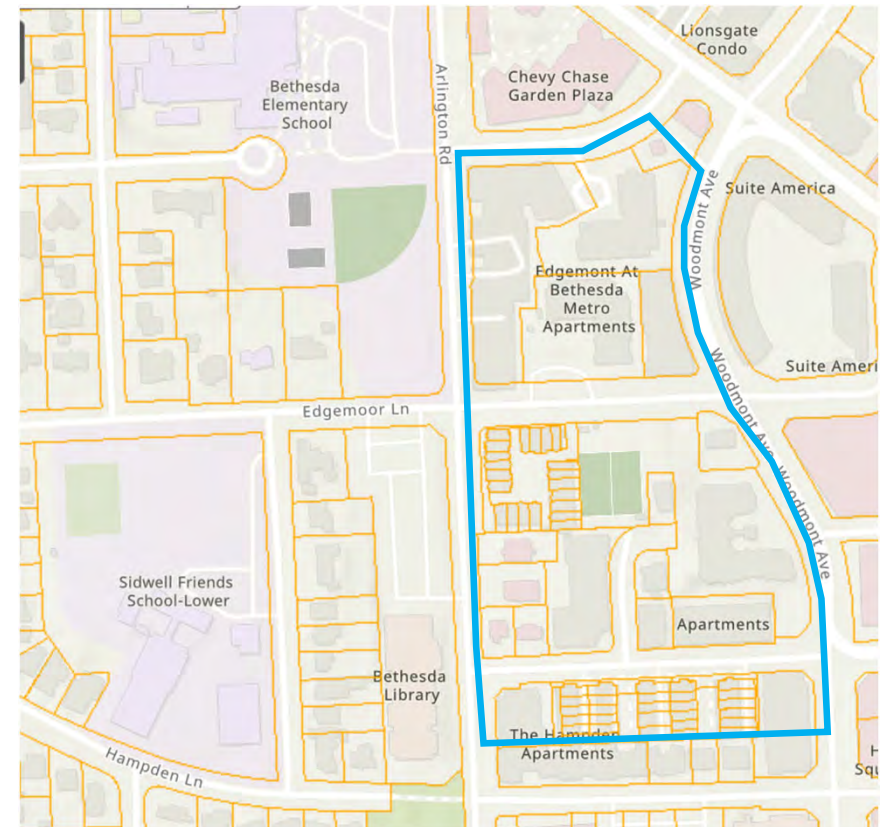 Lionsgate
Condo
Chevy Chase
Garden Plaza
Arlington Rd
Bethesda
Elementary
School
Suite America
Woodmont Ave
Edgemont At
Bethesda
Metro
Apartments
Suite Ameri
Woodmont Ave
Edgemoor Ln
Woodmont Ave
Sidwell Friends
School-Lower
Apartments
Bethesda
Library
The Hampden
Apartments
Hampden Ln
H
Squ